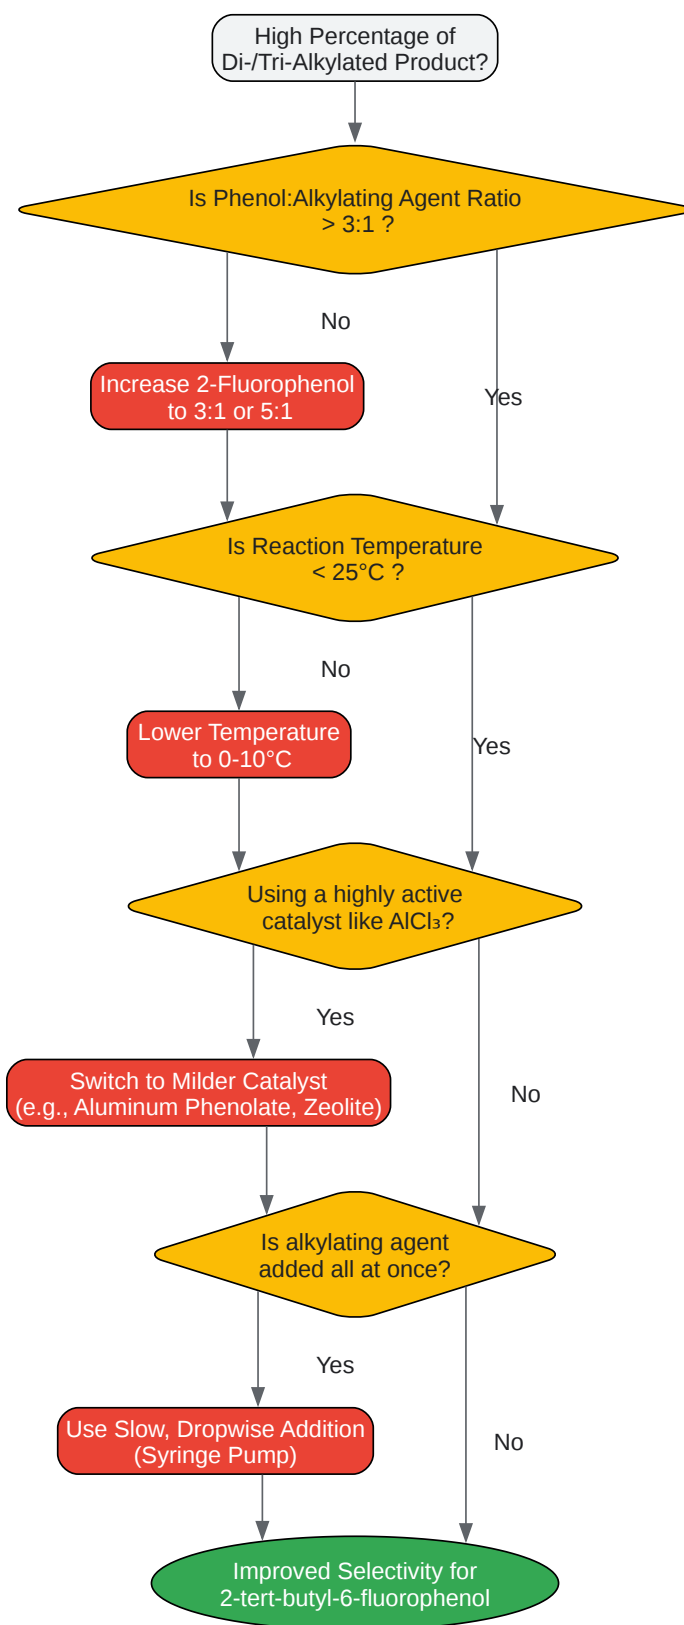 High Percentage of
Di-/Tri-Alkylated Product?
Is Phenol:Alkylating Agent Ratio
> 3:1 ?
No
Increase 2-Fluorophenol
to 3:1 or 5:1
Yes
Is Reaction Temperature
< 25°C ?
No
Lower Temperature
to 0-10°C
Yes
Using a highly active
catalyst like AlCl₃?
Yes
Switch to Milder Catalyst
(e.g., Aluminum Phenolate, Zeolite)
No
Is alkylating agent
added all at once?
Yes
Use Slow, Dropwise Addition
(Syringe Pump)
No
Improved Selectivity for
2-tert-butyl-6-fluorophenol